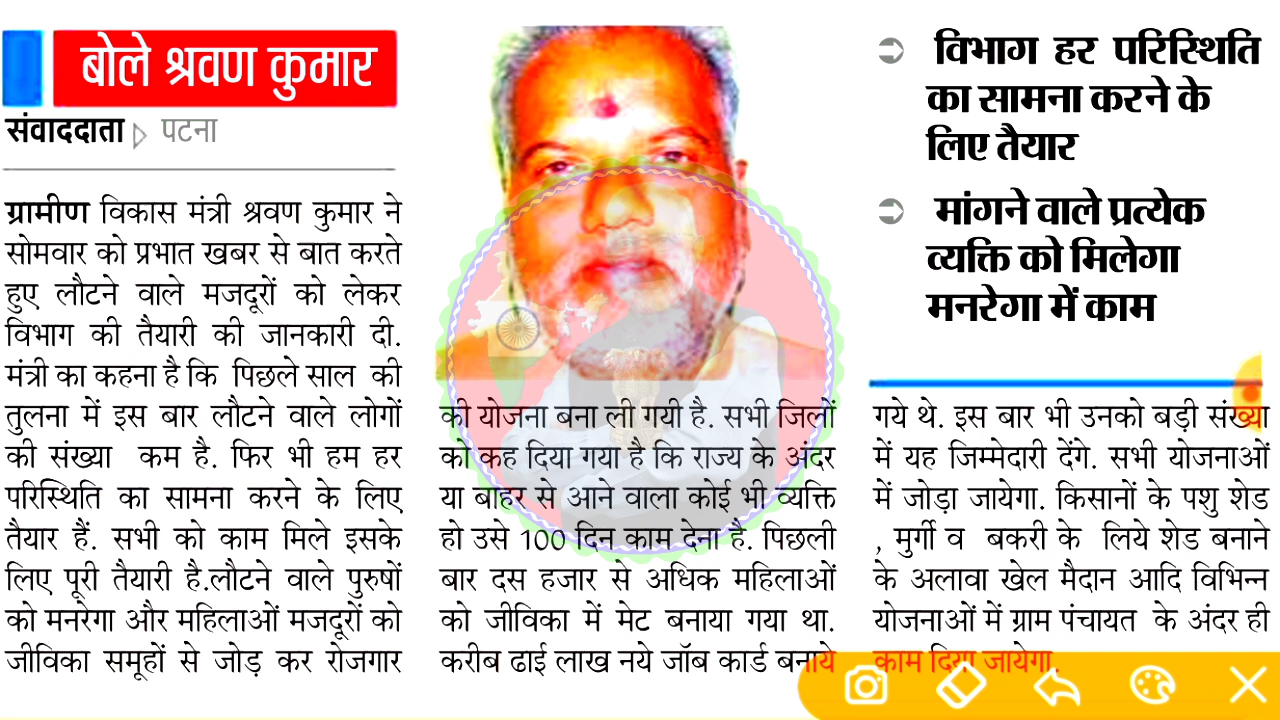 बोले श्रवण कुमार
संवाददाता पटना
ग्रामीण विकास मंत्री श्रवण कुमार ने
सोमवार को प्रभात खबर से बात करते
हुए लौटने वाले मजदूरों को लेकर
विभाग की तैयारी की जानकारी दी.
मंत्री का कहना है कि पिछले साल की
तुलना में इस बार लौटने वाले लोगों
की संख्या कम है. फिर भी हम हर
परिस्थिति का सामना करने के लिए
तैयार हैं. सभी को काम मिले इसके
लिए पूरी तैयारी है.लौटने वाले पुरुषों
को मनरेगा और महिलाओं मजदूरों को
जीविका समूहों से जोड़ कर रोजगार
की योजना बना ली गयी है. सभी जिलों
को कह दिया गया है कि राज्य के अंदर
या बाहर से आने वाला कोई भी व्यक्ति
हो उसे 100 दिन काम देना है. पिछली
बार दस हजार से अधिक महिलाओं
को जीविका में मेट बनाया गया था.
करीब ढाई लाख नये जॉब कार्ड बनाये
विभाग हर परिस्थिति
का सामना करने के
लिए तैयार
मांगने वाले प्रत्येक
व्यक्ति को मिलेगा
मनरेगा में काम
गये थे. इस बार भी उनको बड़ी संख्या
में यह जिम्मेदारी देंगे. सभी योजनाओं
में जोड़ा जायेगा. किसानों के पशु शेड
, मुर्गी व बकरी के लिये शेड बनाने
के अलावा खेल मैदान आदि विभिन्न
योजनाओं में ग्राम पंचायत के अंदर ही
काम दिया जायेगा.